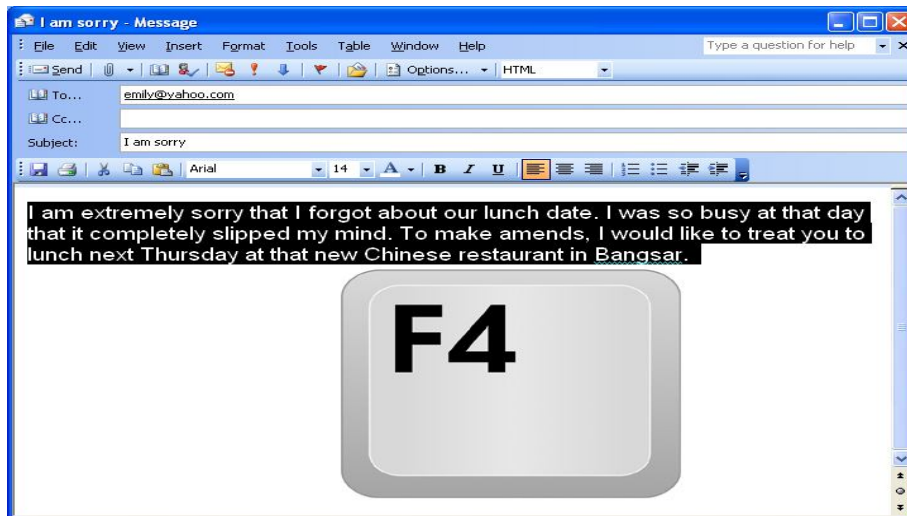 I am sorry - Message
File Edit View Insert Format Tools Table Window Help Type a question for help
Send Options... HTML
To... emily@yahoo.com
Cc...
Subject: I am sorry
Arial 14 A B I U
I am extremely sorry that I forgot about our lunch date. I was so busy at that day
that it completely slipped my mind. To make amends, I would like to treat you to
lunch next Thursday at that new Chinese restaurant in Bangsar.
F4